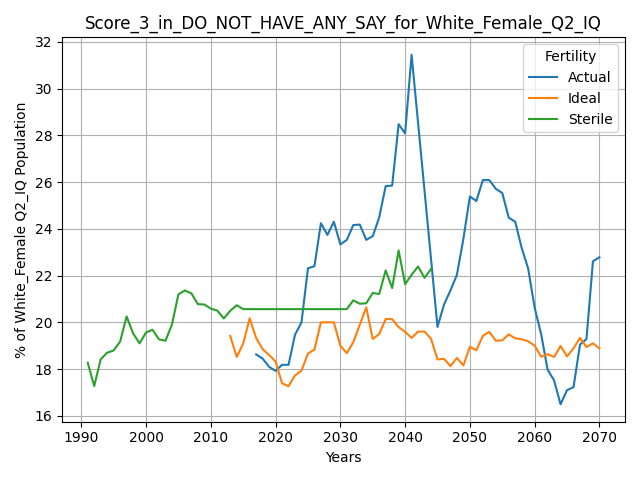 Score_3_in_DO_NOT_HAVE_ANY_SAY_for_White_Female_Q2_IQ
% of White_Female Q2_IQ Population
32
30
28
26
24
22
20
18
16
Fertility
Actual
Ideal
Sterile
1990 2000 2010 2020 2030 2040 2050 2060 2070
Years